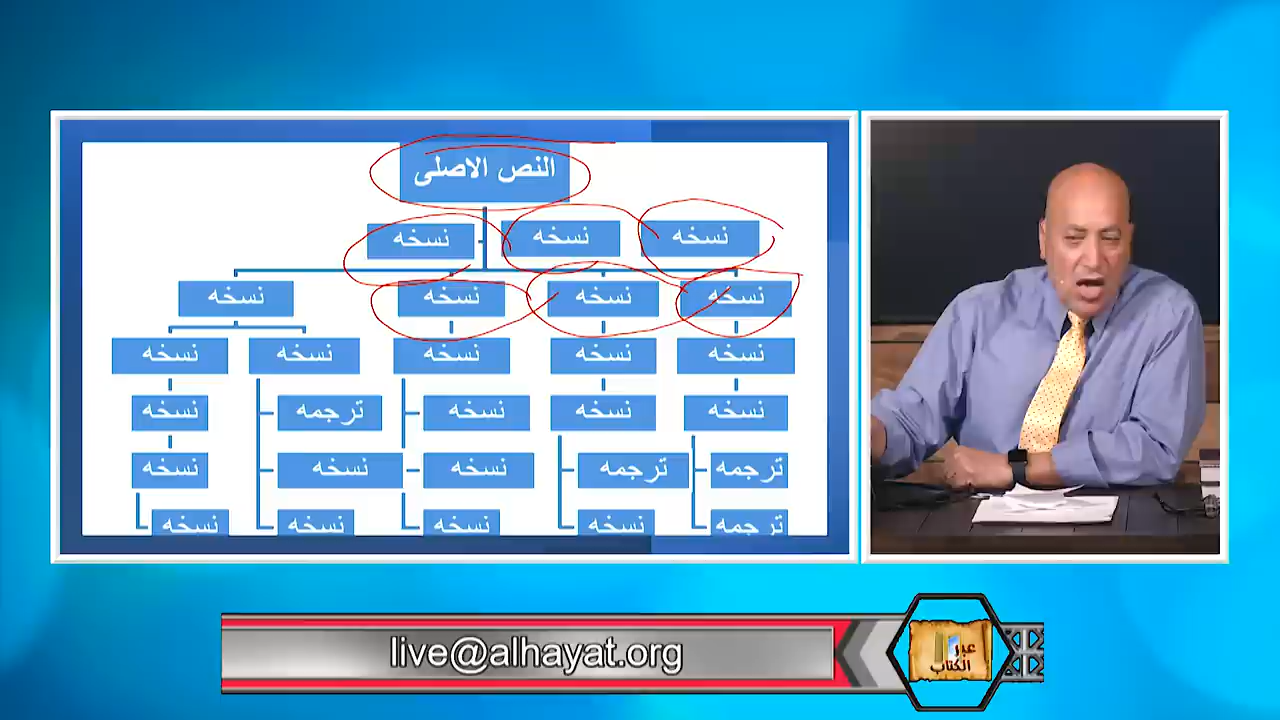 النص الاصلى
نسخه نسخه نسخه
نسخه نسخه نسخه نسخه
نسخه نسخه نسخه نسخه نسخه
نسخه ترجمه نسخه نسخه نسخه
نسخه نسخه نسخه ترجمه ترجمه
نسخه نسخه نسخه نسخه ترجمه
live@alhayat.org
عبر
الكتاب